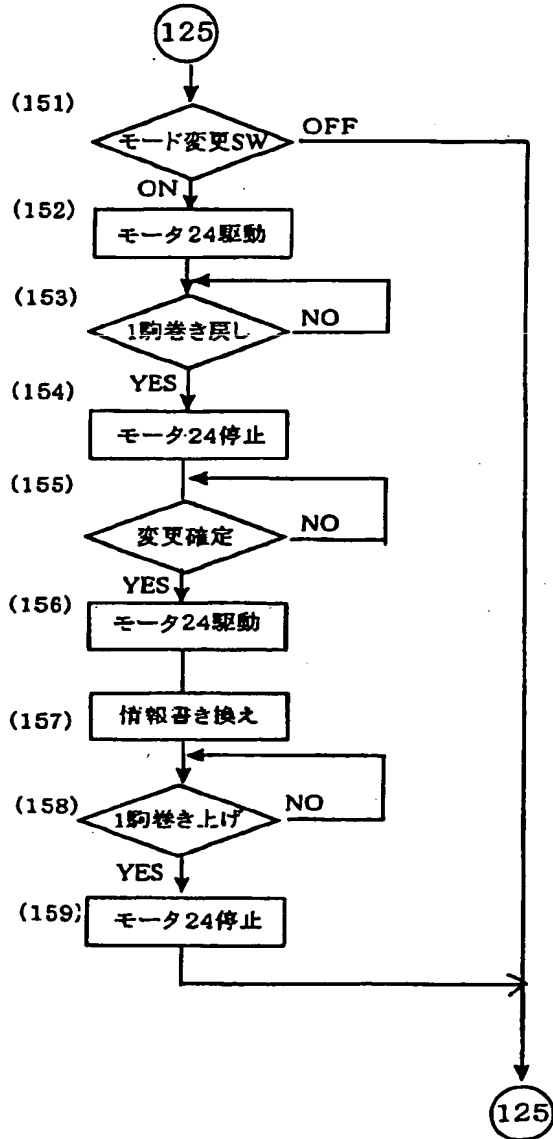 125
(151)
モード変更SW
OFF
ON
(152)
モータ24駆動
(153)
1駒巻き戻し
NO
YES
(154)
モータ24停止
(155)
変更確定
NO
YES
(156)
モータ24駆動
(157)
情報書き換え
(158)
1駒巻き上げ
NO
YES
(159)
モータ24停止
125